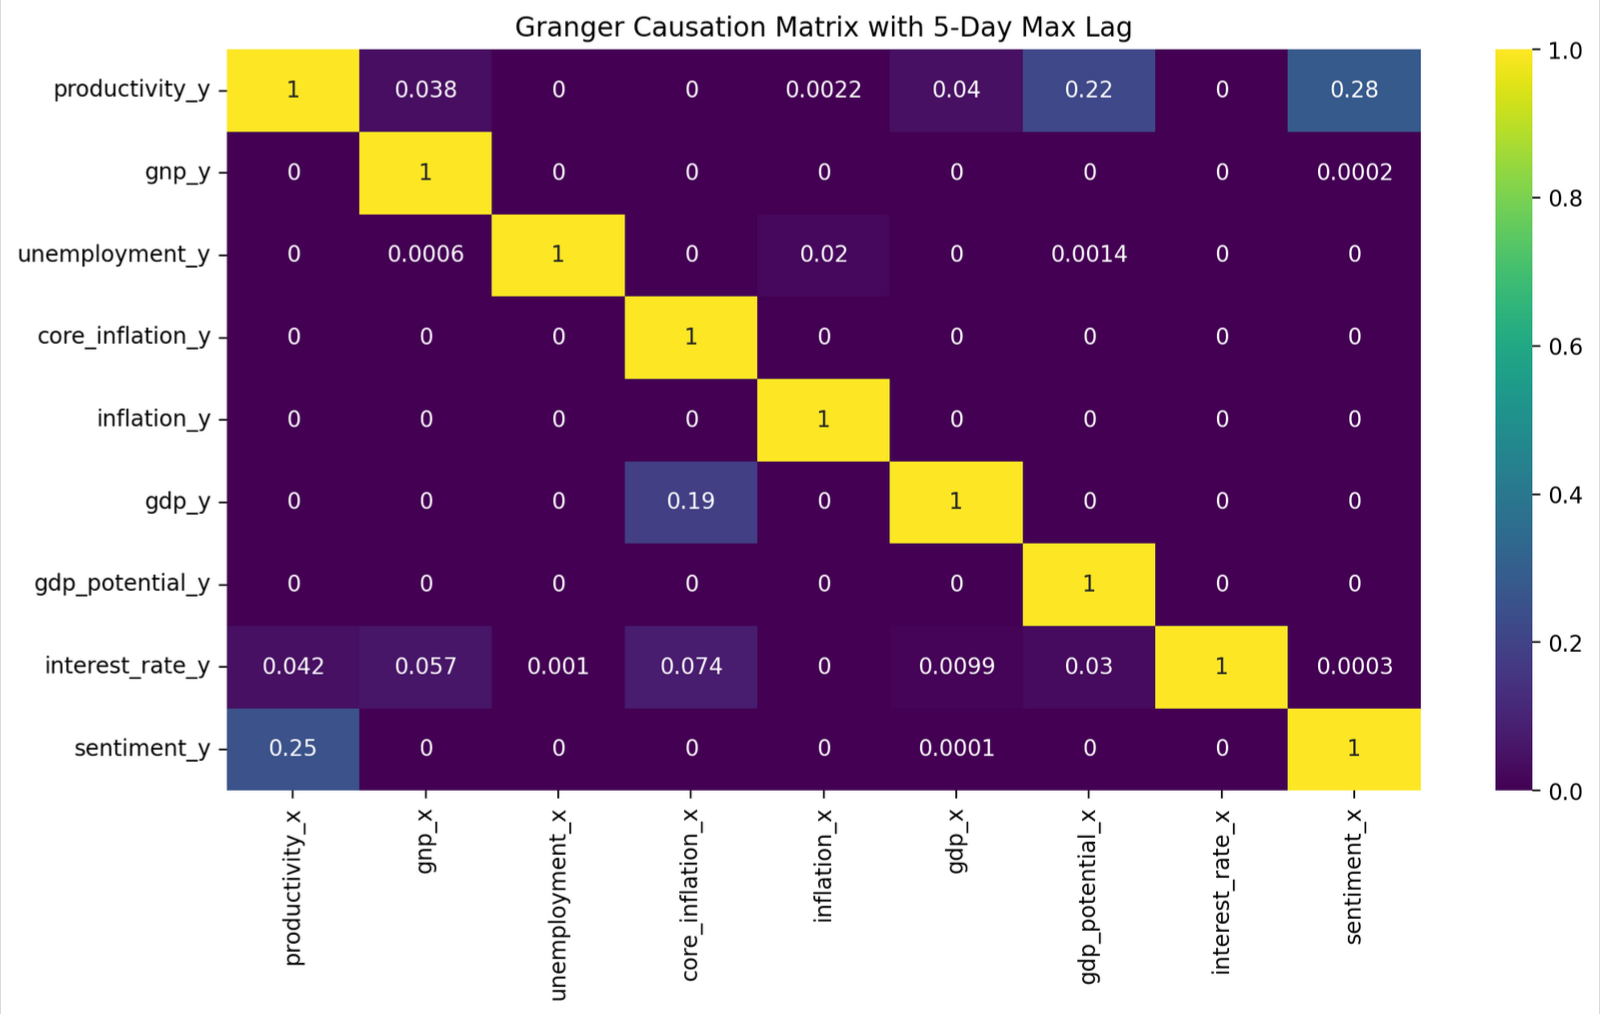 Granger Causation Matrix with 5-Day Max Lag
productivity_y 1 0.038 0 0 0.0022 0.04 0.22 0 0.28
gnp_y 0 1 0 0 0 0 0 0 0.0002
unemployment_y 0 0.0006 1 0 0.02 0 0.0014 0 0
core_inflation_y 0 0 0 1 0 0 0 0 0
inflation_y 0 0 0 0 1 0 0 0 0
gdp_y 0 0 0 0.19 0 1 0 0 0
gdp_potential_y 0 0 0 0 0 0 1 0 0
interest_rate_y 0.042 0.057 0.001 0.074 0 0.0099 0.03 1 0.0003
sentiment_y 0.25 0 0 0 0 0.0001 0 0 1
productivity_x
gnp_x
unemployment_x
core_inflation_x
inflation_x
gdp_x
gdp_potential_x
interest_rate_x
sentiment_x
1.0
0.8
0.6
0.4
0.2
0.0